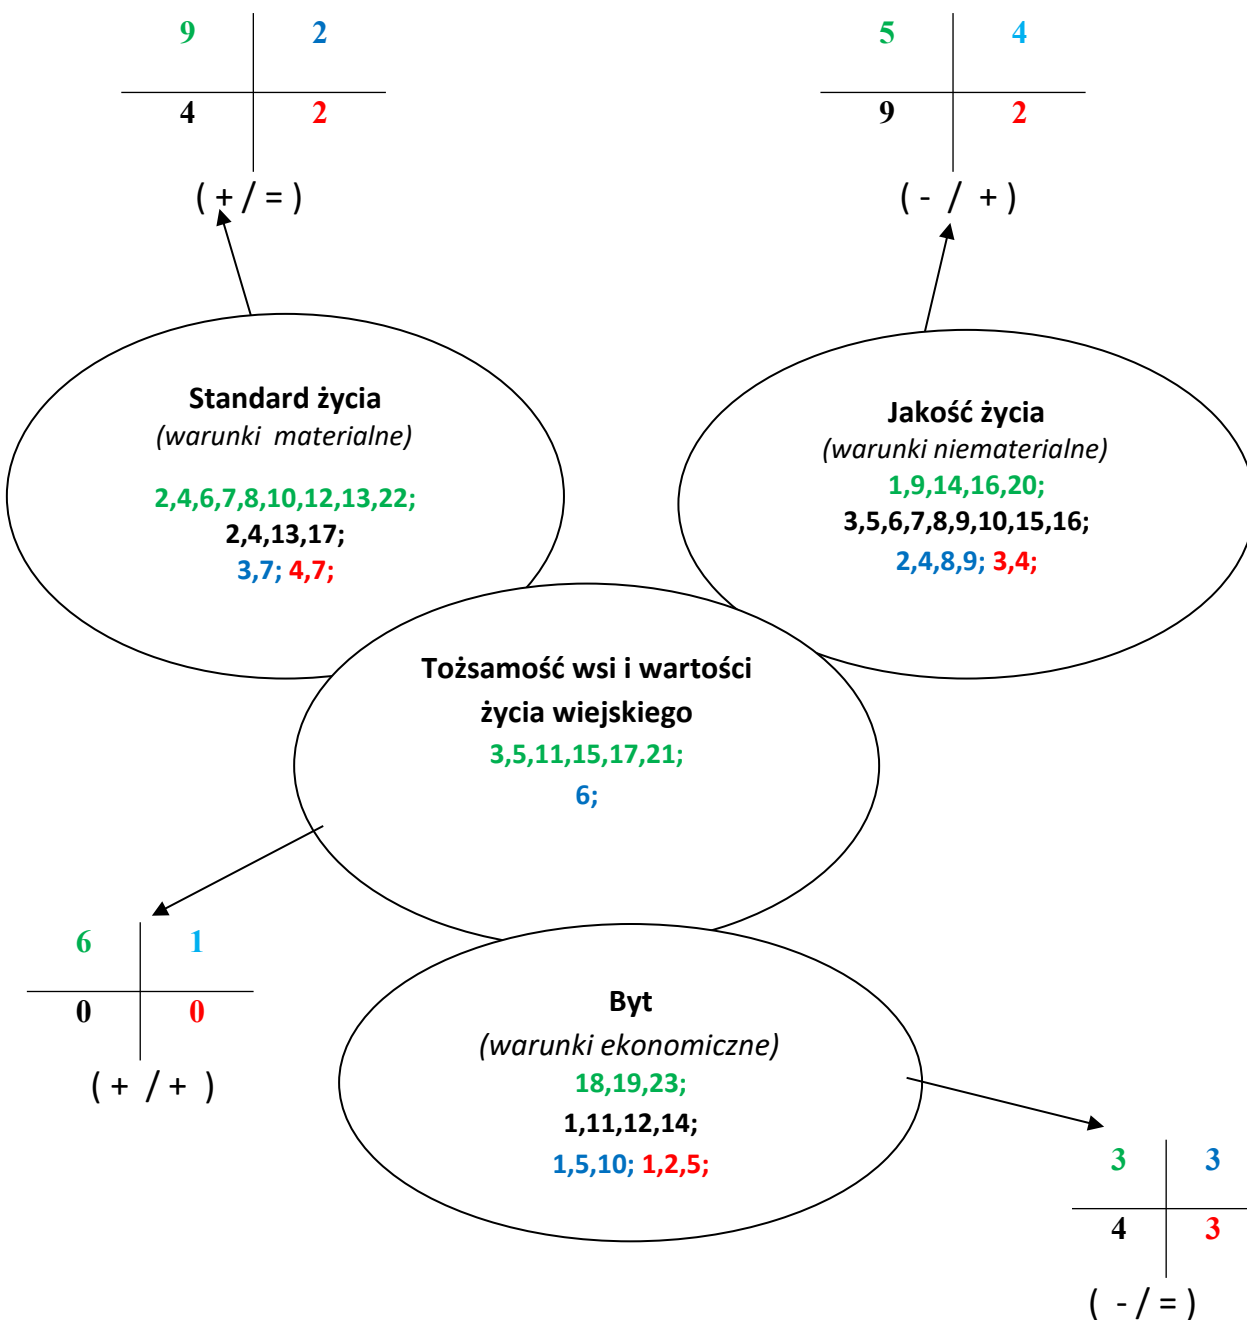 9 2
4 2
( + / = )
5 4
9 2
( - / + )
Standard życia
(warunki materialne)
2,4,6,7,8,10,12,13,22;
2,4,13,17;
3,7; 4,7;
Jakość życia
(warunki niematerialne)
1,9,14,16,20;
3,5,6,7,8,9,10,15,16;
2,4,8,9; 3,4;
Tożsamość wsi i wartości
życia wiejskiego
3,5,11,15,17,21;
6;
6 1
0 0
( + / + )
Byt
(warunki ekonomiczne)
18,19,23;
1,11,12,14;
1,5,10; 1,2,5;
3 3
4 3
( - / = )